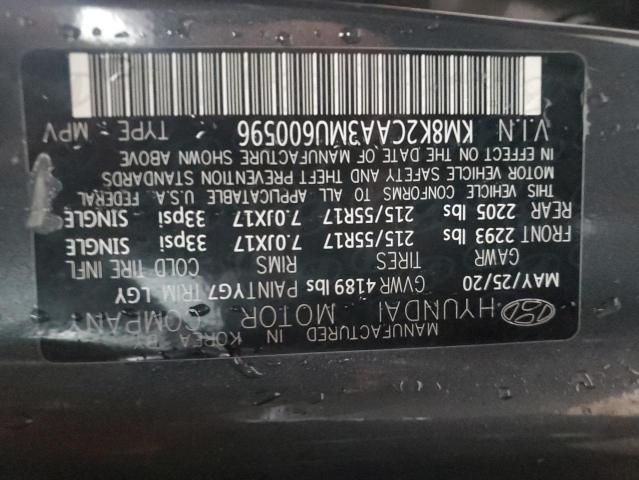 MANUFACTURED IN KOREA BY
HYUNDAI MOTOR COMPANY
MAY/25/20 GVWR 4189 lbs PAINT YG7 TRIM LGY
GAWR TIRES RIMS COLD TIRE INFL
FRONT 2293 lbs 215/55R17 7.0JX17 33psi SINGLE
REAR 2205 lbs 215/55R17 7.0JX17 33psi SINGLE
THIS VEHICLE CONFORMS TO ALL APPLICABLE U.S.A. FEDERAL
MOTOR VEHICLE SAFETY AND THEFT PREVENTION STANDARDS
IN EFFECT ON THE DATE OF MANUFACTURE SHOWN ABOVE
V.I.N TYPE: MPV
KM8K2CAA3MU600596